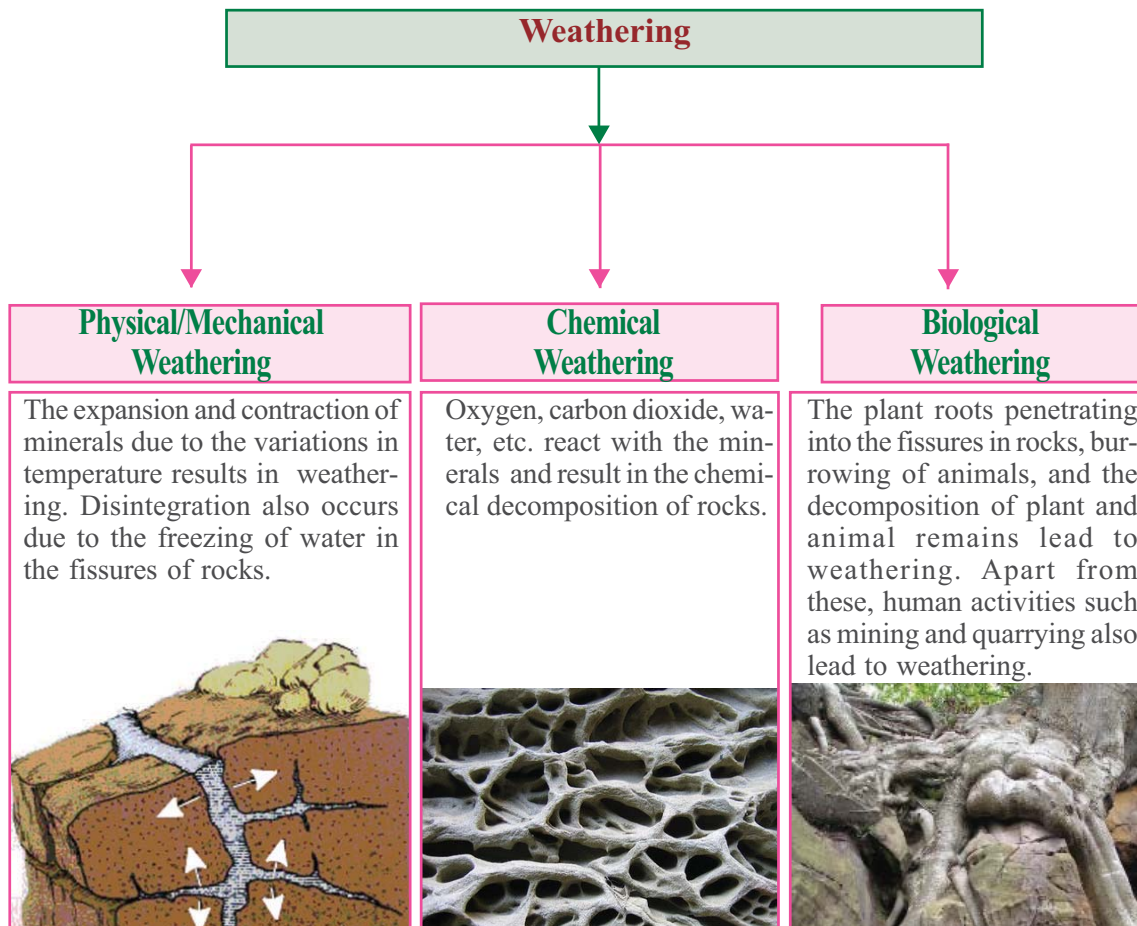 Weathering
Physical/Mechanical
Weathering
The expansion and contraction of
minerals due to the variations in
temperature results in weather-
ing. Disintegration also occurs
due to the freezing of water in
the fissures of rocks.
Chemical
Weathering
Oxygen, carbon dioxide, wa-
ter, etc. react with the min-
erals and result in the chemi-
cal decomposition of rocks.
Biological
Weathering
The plant roots penetrating
into the fissures in rocks, bur-
rowing of animals, and the
decomposition of plant and
animal remains lead to
weathering. Apart from
these, human activities such
as mining and quarrying also
lead to weathering.